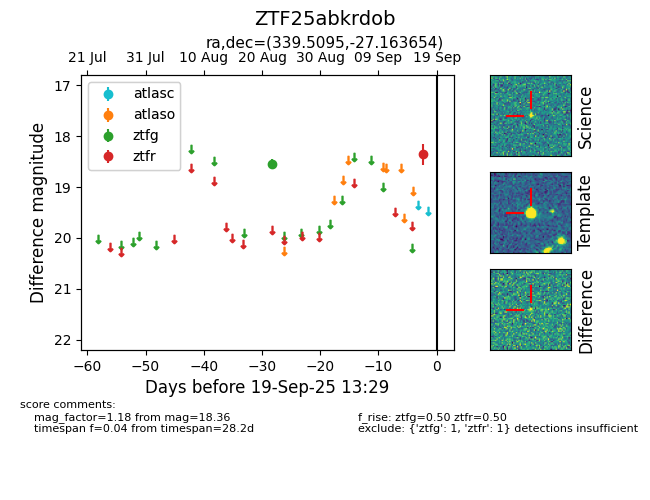 ZTF25abkrdob
ra,dec=(339.5095,-27.163654)
21 Jul 31 Jul 10 Aug 20 Aug 30 Aug 09 Sep 19 Sep
atlasc
atlaso
ztfg
ztfr
17
18
19
20
21
22
Difference magnitude
−60 −50 −40 −30 −20 −10 0
Days before 19-Sep-25 13:29
Science
Template
Difference
score comments:
mag_factor=1.18 from mag=18.36
timespan f=0.04 from timespan=28.2d
f_rise: ztfg=0.50 ztfr=0.50
exclude: {'ztfg': 1, 'ztfr': 1} detections insufficient